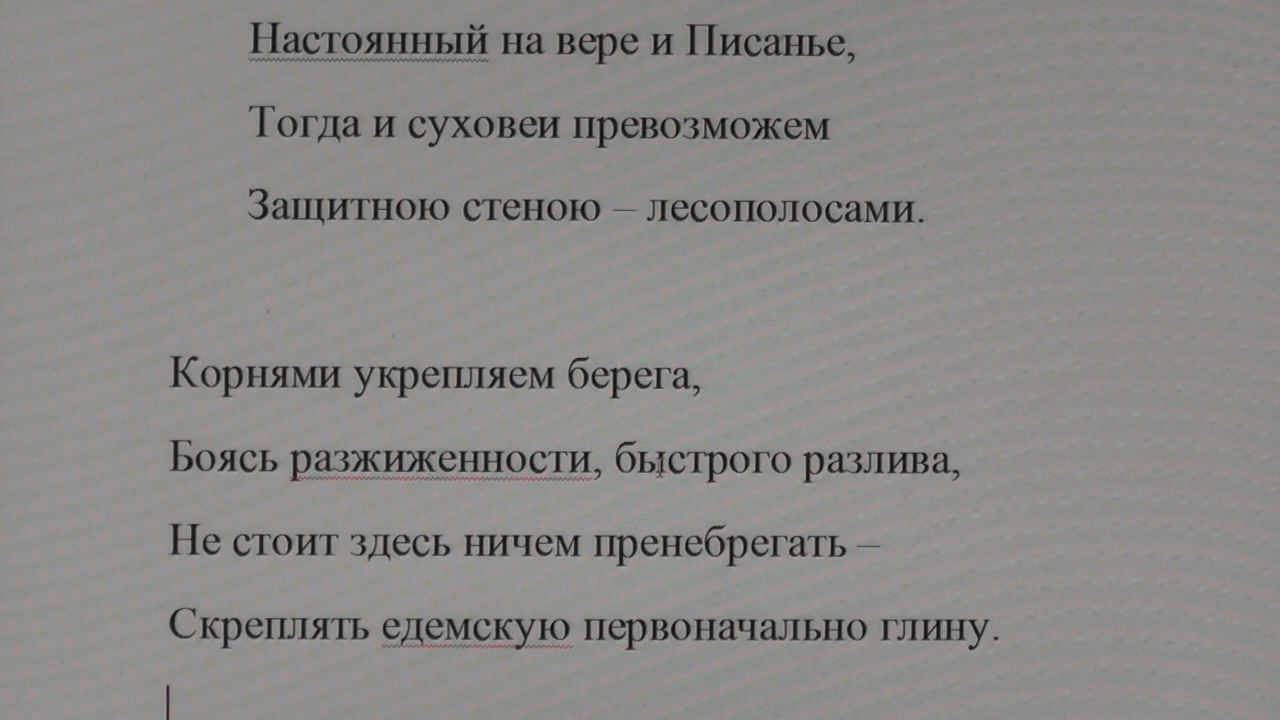 Настоянный на вере и Писанье,
Тогда и суховеи превозможем
Защитною стеною – лесополосами.
Корнями укрепляем берега,
Боясь разжиженности, быстрого разлива,
Не стоит здесь ничем пренебрегать –
Скреплять едемскую первоначально глину.